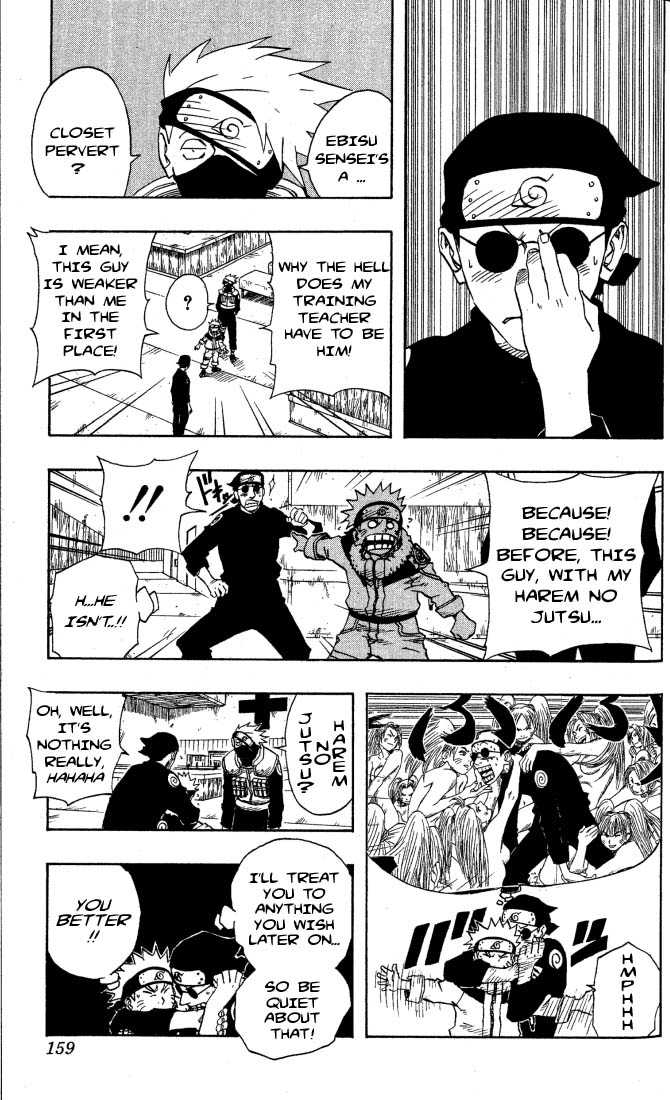 EBISU
SENSEI'S
A ...
CLOSET
PERVERT
?
WHY THE HELL
DOES MY
TRAINING
TEACHER
HAVE TO BE
HIM!
?
I MEAN,
THIS GUY
IS WEAKER
THAN ME
IN THE
FIRST
PLACE!
BECAUSE!
BECAUSE!
BEFORE, THIS
GUY, WITH MY
HAREM NO
JUTSU...
!!
H...HE
ISN'T..!!
HMPHHH
HAREM
NO
JUTSU?
OH, WELL,
IT'S
NOTHING
REALLY,
HAHAHA
I'LL TREAT
YOU TO
ANYTHING
YOU WISH
LATER ON...
SO BE
QUIET
ABOUT
THAT!
YOU
BETTER
!!
159